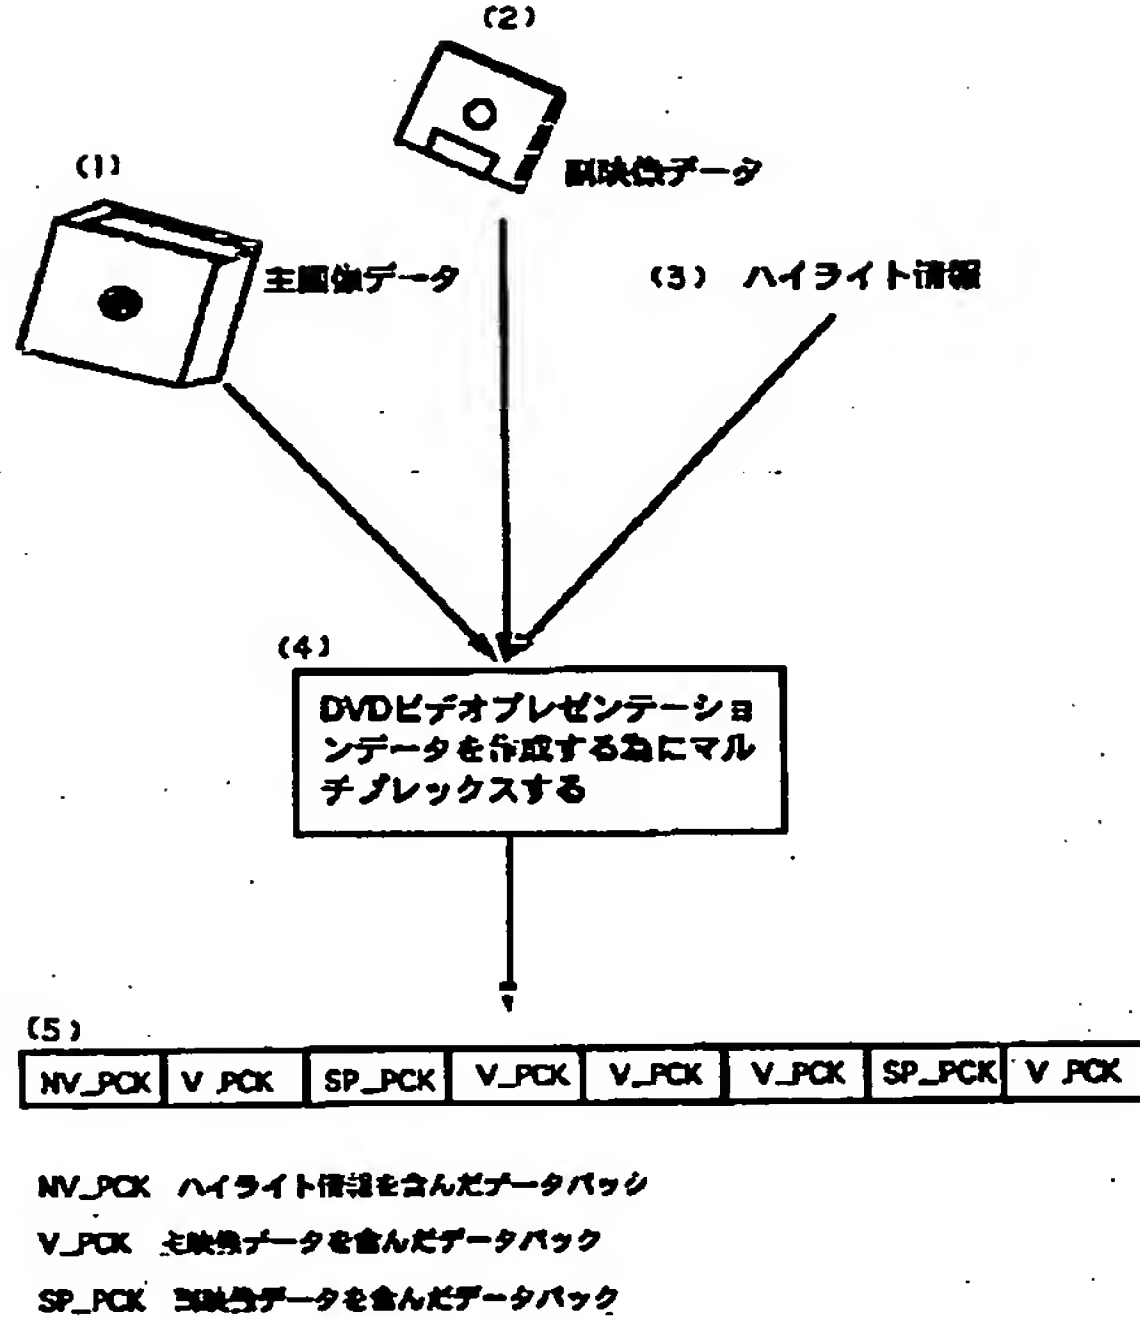 (2)
副映像データ
(1)
主画像データ
(3) ハイライト情報
(4)
DVDビデオプレゼンテーショ
ンデータを作成する為にマル
チプレックスする
(5)
NV_PCK V_PCK SP_PCK V_PCK V_PCK V_PCK SP_PCK V_PCK
NV_PCK ハイライト情報を含んだデータパック
V_PCK 主映像データを含んだデータパック
SP_PCK 副映像データを含んだデータパック